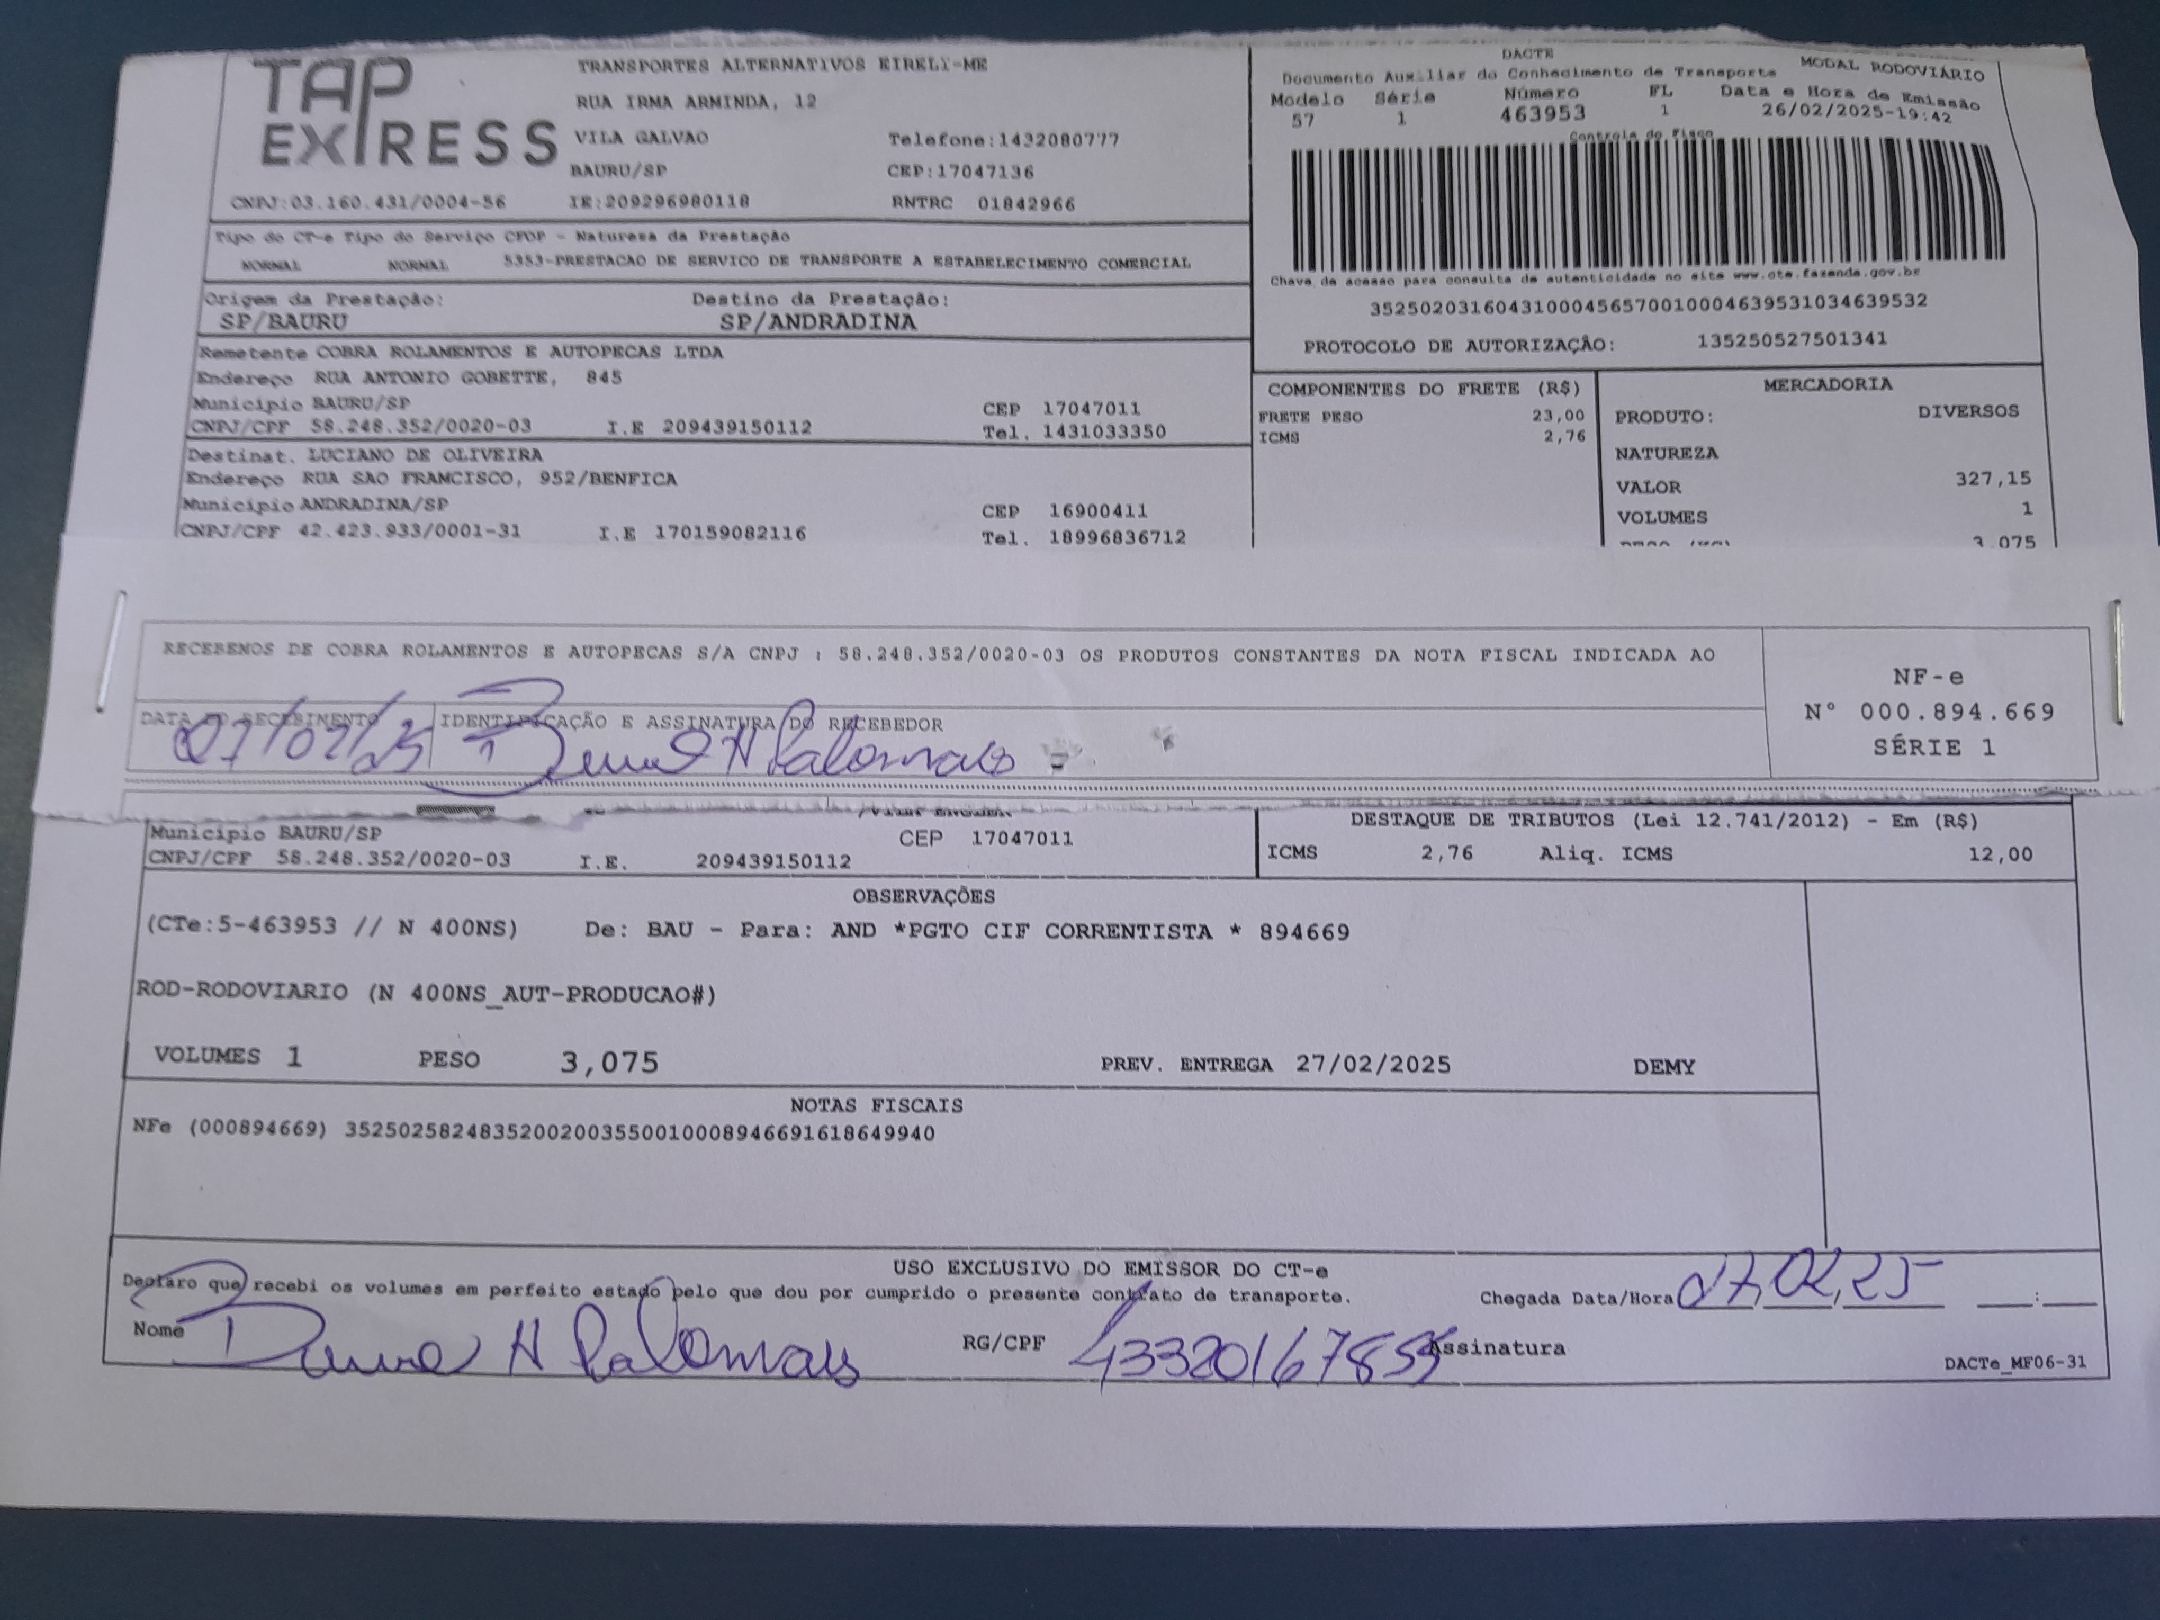 TAP EXPRESS
TRANSPORTES ALTERNATIVOS EIRELI-ME
RUA IRMA ARMINDA, 12
VILA GALVAO Telefone:1432080777
BAURU/SP CEP:17047136
CNPJ:03.160.431/0004-56 IE:209296980118 RNTRC 01842966
Tipo do CT-e Tipo do Serviço CFOP - Natureza da Prestação
NORMAL NORMAL 5353-PRESTACAO DE SERVICO DE TRANSPORTE A ESTABELECIMENTO COMERCIAL
Origem da Prestação: Destino da Prestação:
SP/BAURU SP/ANDRADINA
Remetente COBRA ROLAMENTOS E AUTOPECAS LTDA
Endereço RUA ANTONIO GOBETTE, 845
Municipio BAURU/SP CEP 17047011
CNPJ/CPF 58.248.352/0020-03 I.E 209439150112 Tel. 1431033350
Destinat. LUCIANO DE OLIVEIRA
Endereço RUA SAO FRANCISCO, 952/BENFICA
Municipio ANDRADINA/SP CEP 16900411
CNPJ/CPF 42.423.933/0001-31 I.E 170159082116 Tel. 18996836712
DACTE
Documento Auxiliar do Conhecimento de Transporte MODAL RODOVIÁRIO
Modelo Série Número FL Data e Hora de Emissão
57 1 463953 1 26/02/2025-19:42
Controle do Fisco
Chave de acesso para consulta de autenticidade no site www.cte.fazenda.gov.br
35250203160431000456570010004639531034639532
PROTOCOLO DE AUTORIZAÇÃO: 135250527501341
COMPONENTES DO FRETE (R$)
FRETE PESO 23,00
ICMS 2,76
MERCADORIA
PRODUTO: DIVERSOS
NATUREZA
VALOR 327,15
VOLUMES 1
3,075
RECEBEMOS DE COBRA ROLAMENTOS E AUTOPECAS S/A CNPJ : 58.248.352/0020-03 OS PRODUTOS CONSTANTES DA NOTA FISCAL INDICADA AO
DATA DO RECEBIMENTO IDENTIFICAÇÃO E ASSINATURA DO RECEBEDOR
27/02/25
NF-e
N° 000.894.669
SÉRIE 1
Municipio BAURU/SP CEP 17047011
CNPJ/CPF 58.248.352/0020-03 I.E. 209439150112
DESTAQUE DE TRIBUTOS (Lei 12.741/2012) - Em (R$)
ICMS 2,76 Aliq. ICMS 12,00
OBSERVAÇÕES
(CTe:5-463953 // N 400NS) De: BAU - Para: AND *PGTO CIF CORRENTISTA * 894669
ROD-RODOVIARIO (N 400NS_AUT-PRODUCAO#)
VOLUMES 1 PESO 3,075 PREV. ENTREGA 27/02/2025 DEMY
NOTAS FISCAIS
NFe (000894669) 35250258248352002003550010008946691618649940
USO EXCLUSIVO DO EMISSOR DO CT-e
Declaro que recebi os volumes em perfeito estado pelo que dou por cumprido o presente contrato de transporte. Chegada Data/Hora 27,02,25 __:__
Nome RG/CPF 43320167855 Assinatura
DACTe_MF06-31